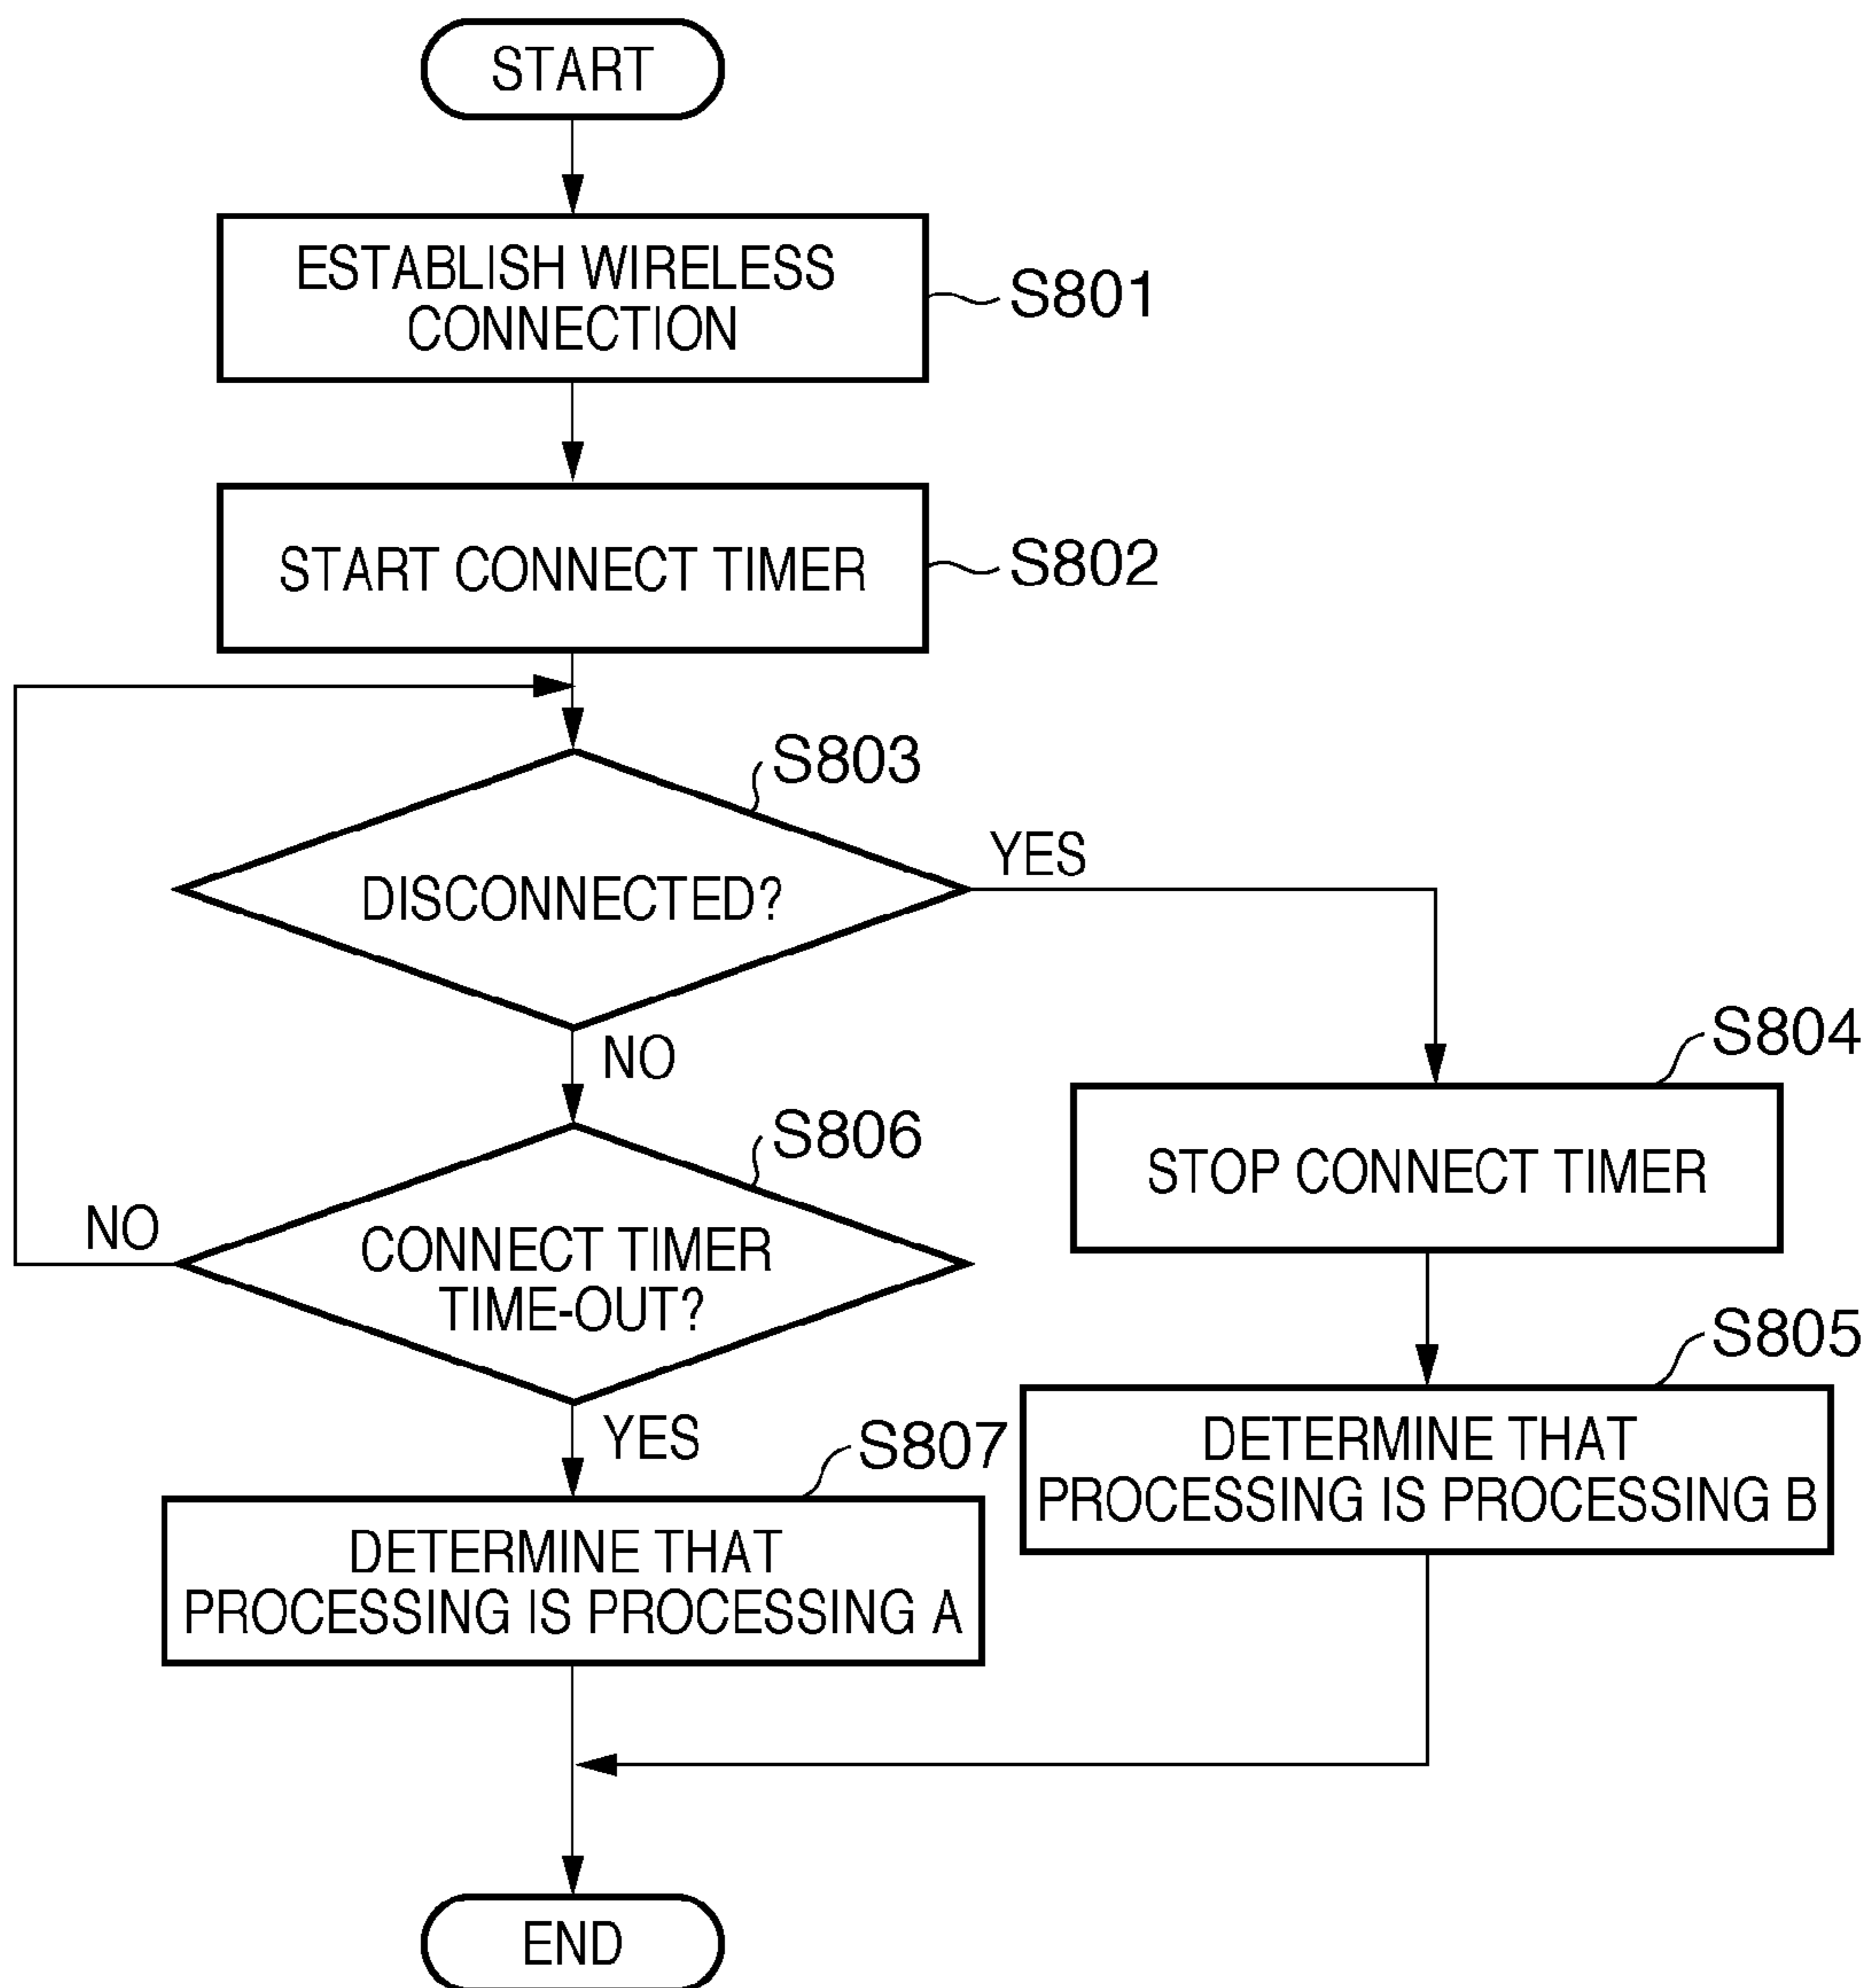 START
ESTABLISH WIRELESS
CONNECTION
S801
START CONNECT TIMER
S802
S803
DISCONNECTED?
YES
NO
S804
STOP CONNECT TIMER
S806
CONNECT TIMER
TIME-OUT?
NO
YES
S805
DETERMINE THAT
PROCESSING IS PROCESSING B
S807
DETERMINE THAT
PROCESSING IS PROCESSING A
END